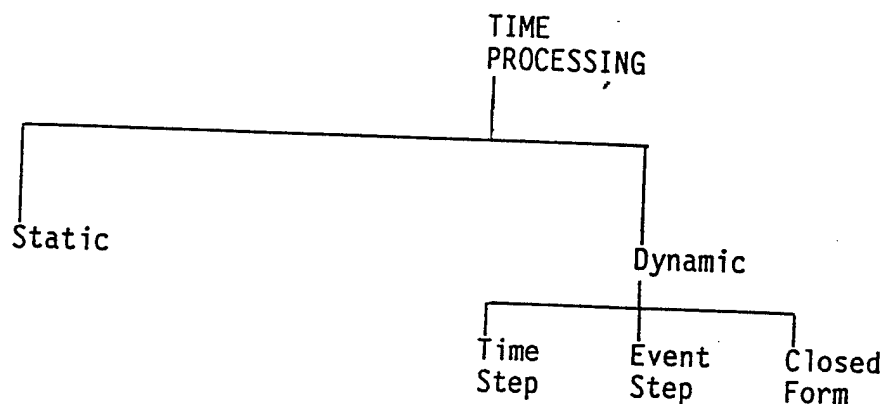 TIME
PROCESSING
Static
Dynamic
Time
Step
Event
Step
Closed
Form